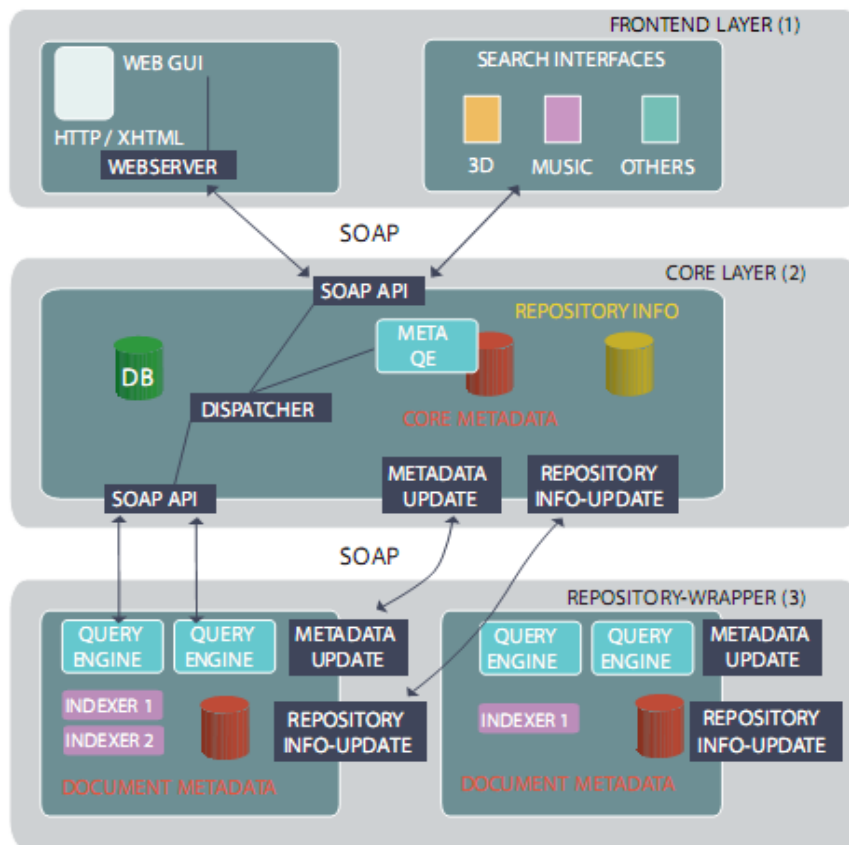 FRONTEND LAYER (1)
WEB GUI
HTTP / XHTML
WEBSERVER
SEARCH INTERFACES
3D
MUSIC
OTHERS
SOAP
CORE LAYER (2)
SOAP API
REPOSITORY INFO
META
QE
DB
DISPATCHER
CORE METADATA
SOAP API
METADATA
UPDATE
REPOSITORY
INFO-UPDATE
SOAP
REPOSITORY-WRAPPER (3)
QUERY
ENGINE
QUERY
ENGINE
METADATA
UPDATE
INDEXER 1
INDEXER 2
REPOSITORY
INFO-UPDATE
DOCUMENT METADATA
QUERY
ENGINE
QUERY
ENGINE
METADATA
UPDATE
INDEXER 1
REPOSITORY
INFO-UPDATE
DOCUMENT METADATA